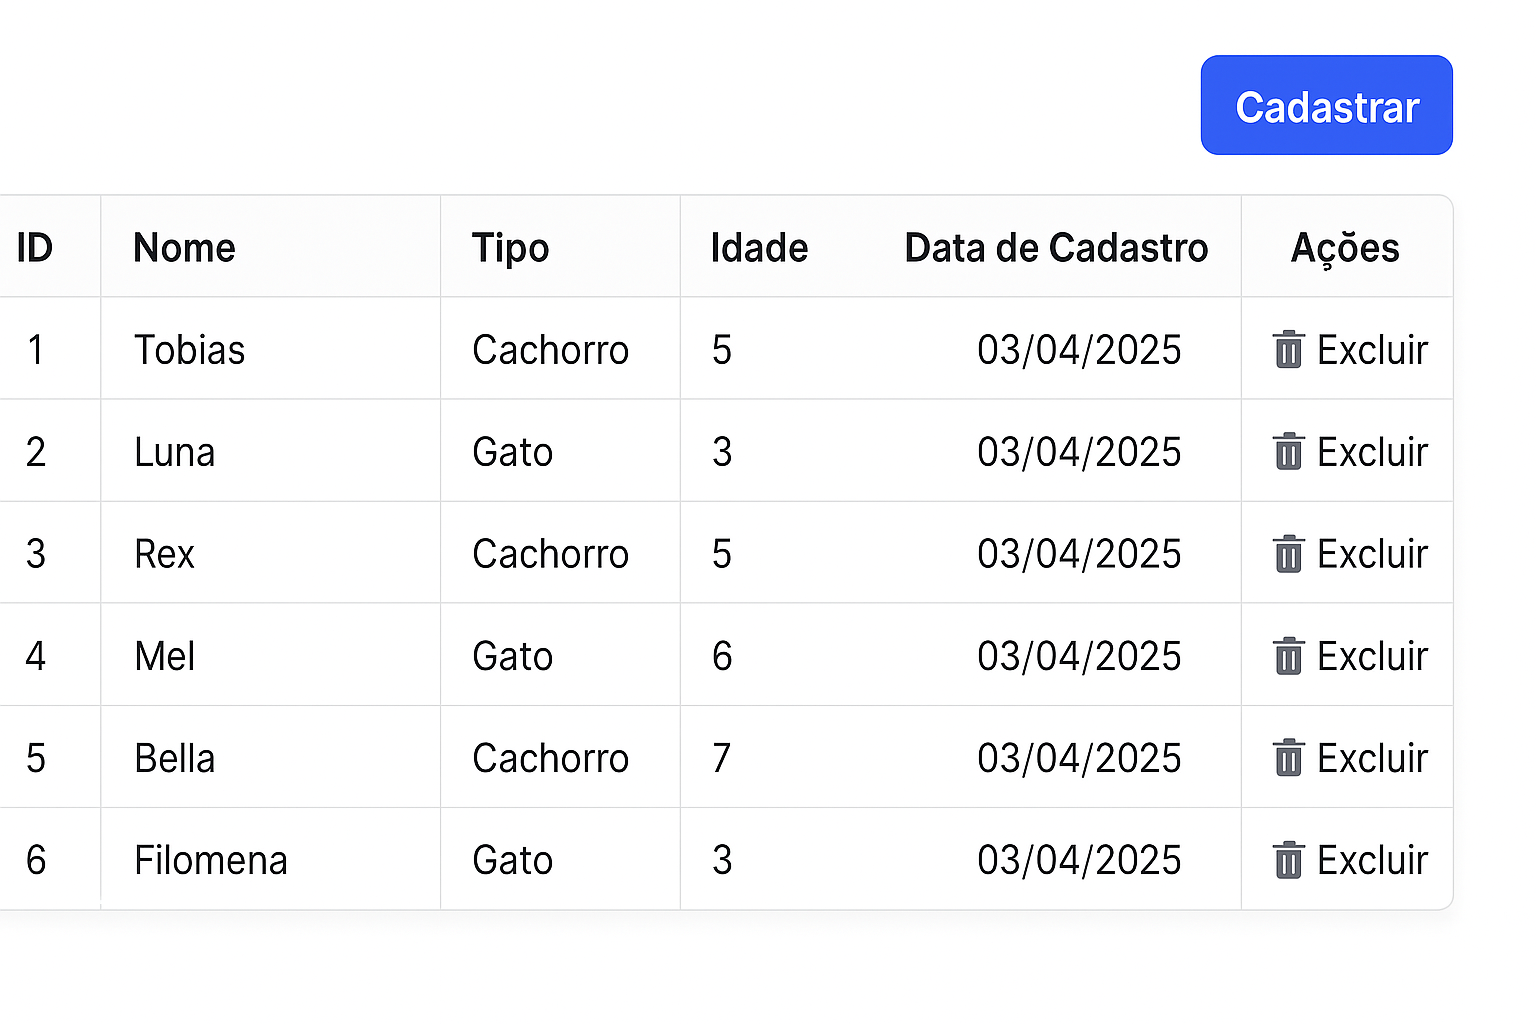 Cadastrar
ID Nome Tipo Idade Data de Cadastro Ações
1 Tobias Cachorro 5 03/04/2025 Excluir
2 Luna Gato 3 03/04/2025 Excluir
3 Rex Cachorro 5 03/04/2025 Excluir
4 Mel Gato 6 03/04/2025 Excluir
5 Bella Cachorro 7 03/04/2025 Excluir
6 Filomena Gato 3 03/04/2025 Excluir